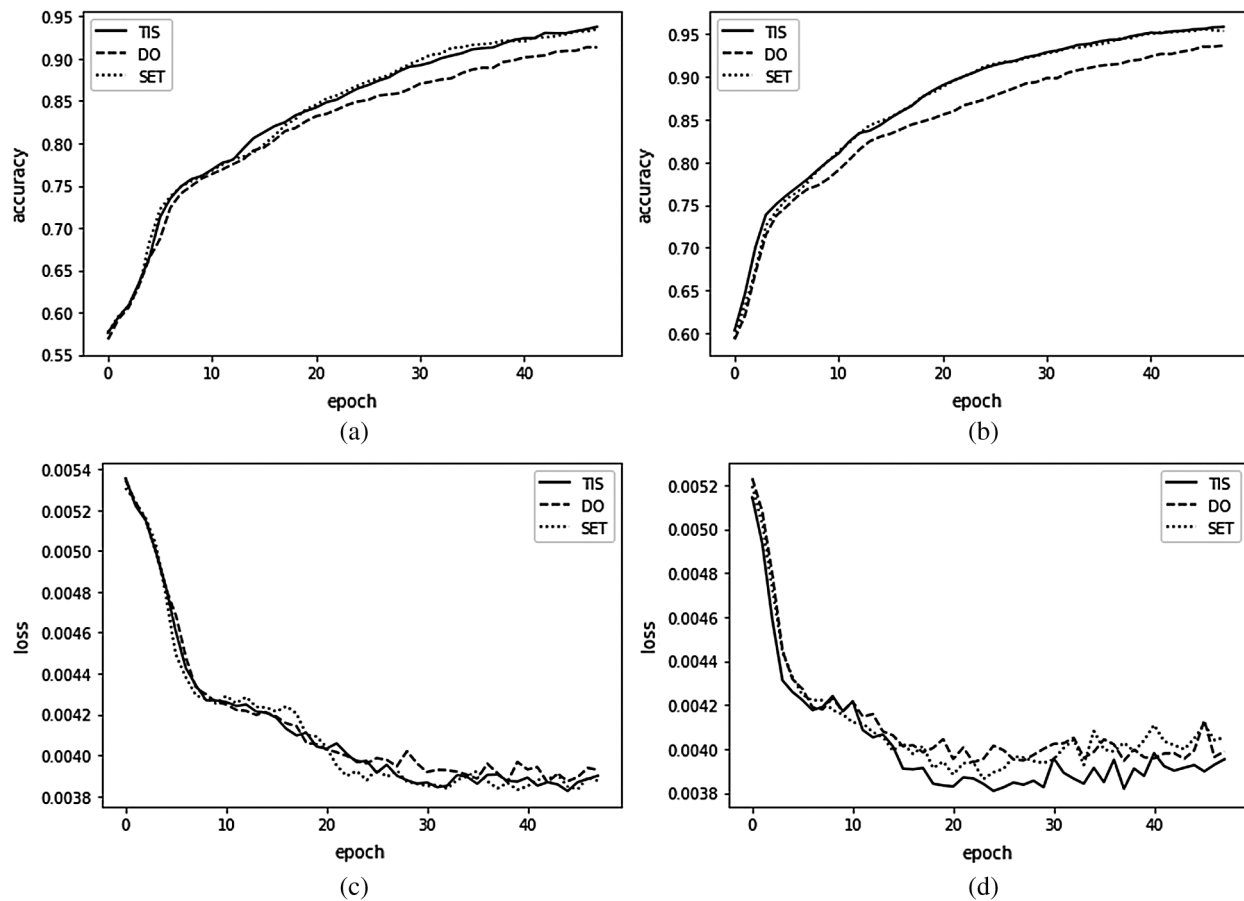 0.95
0.90
0.85
0.80
0.75
0.70
0.65
0.60
0.55
accuracy
TIS
DO
SET
0 10 20 30 40
epoch
(a)
0.95
0.90
0.85
0.80
0.75
0.70
0.65
0.60
accuracy
TIS
DO
SET
0 10 20 30 40
epoch
(b)
0.0054
0.0052
0.0050
0.0048
0.0046
0.0044
0.0042
0.0040
0.0038
loss
TIS
DO
SET
0 10 20 30 40
epoch
(c)
0.0052
0.0050
0.0048
0.0046
0.0044
0.0042
0.0040
0.0038
loss
TIS
DO
SET
0 10 20 30 40
epoch
(d)